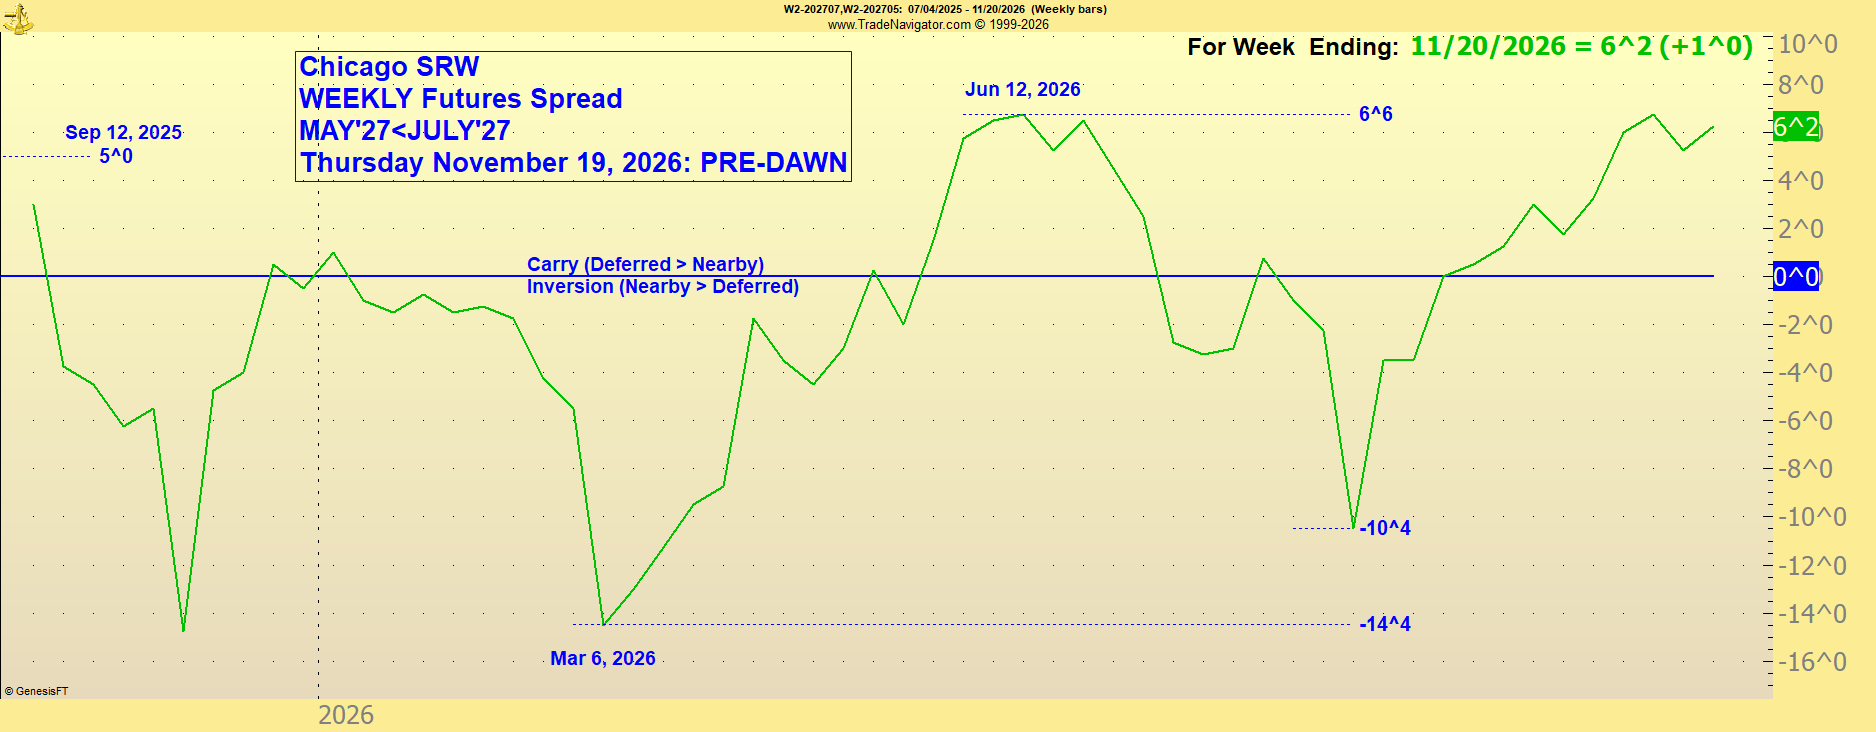 W2-202707,W2-202705: 07/04/2025 - 11/20/2026 (Weekly bars)
www.TradeNavigator.com © 1999-2026
For Week Ending: 11/20/2026 = 6^2 (+1^0)
Chicago SRW
WEEKLY Futures Spread
MAY'27<JULY'27
Thursday November 19, 2026: PRE-DAWN
Sep 12, 2025
5^0
Jun 12, 2026
6^6
Carry (Deferred > Nearby)
Inversion (Nearby > Deferred)
-10^4
-14^4
Mar 6, 2026
10^0
8^0
6^2
4^0
2^0
0^0
-2^0
-4^0
-6^0
-8^0
-10^0
-12^0
-14^0
-16^0
© GenesisFT
2026